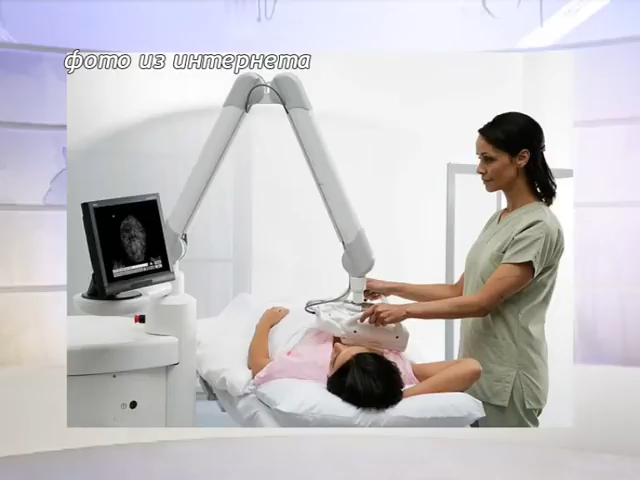 фото из интернета